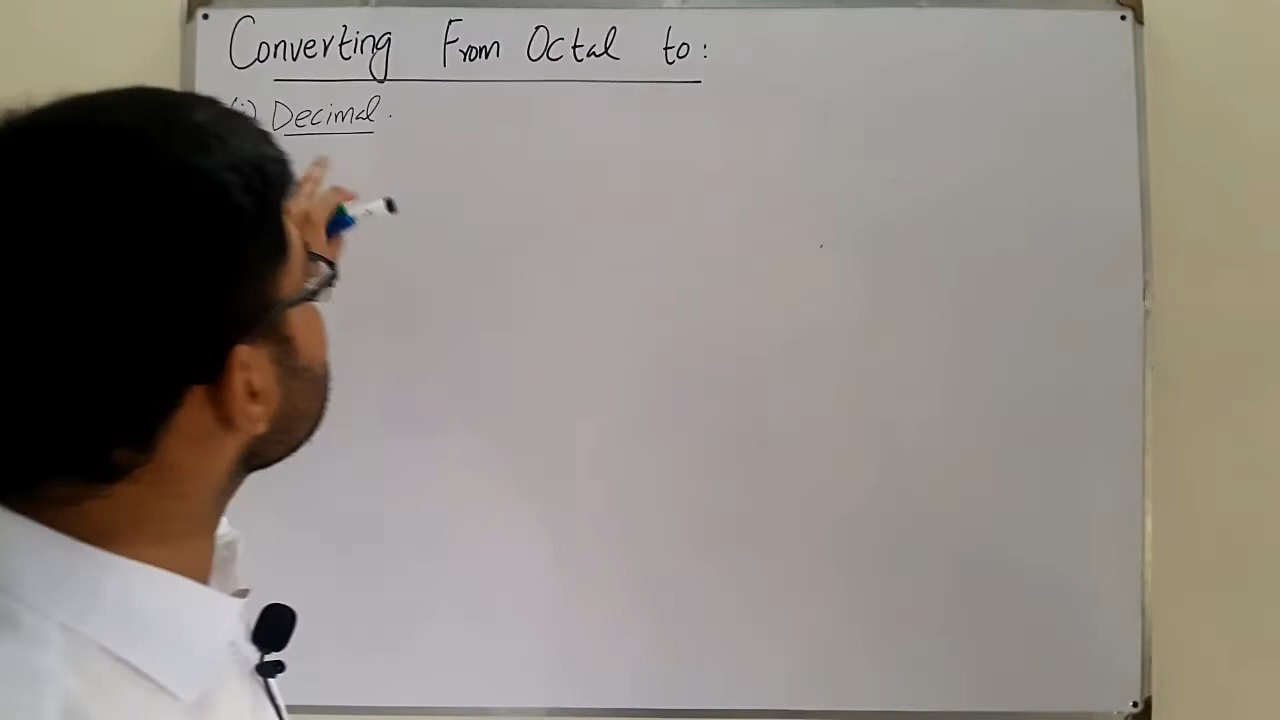 Converting From Octal to:
(i) Decimal.